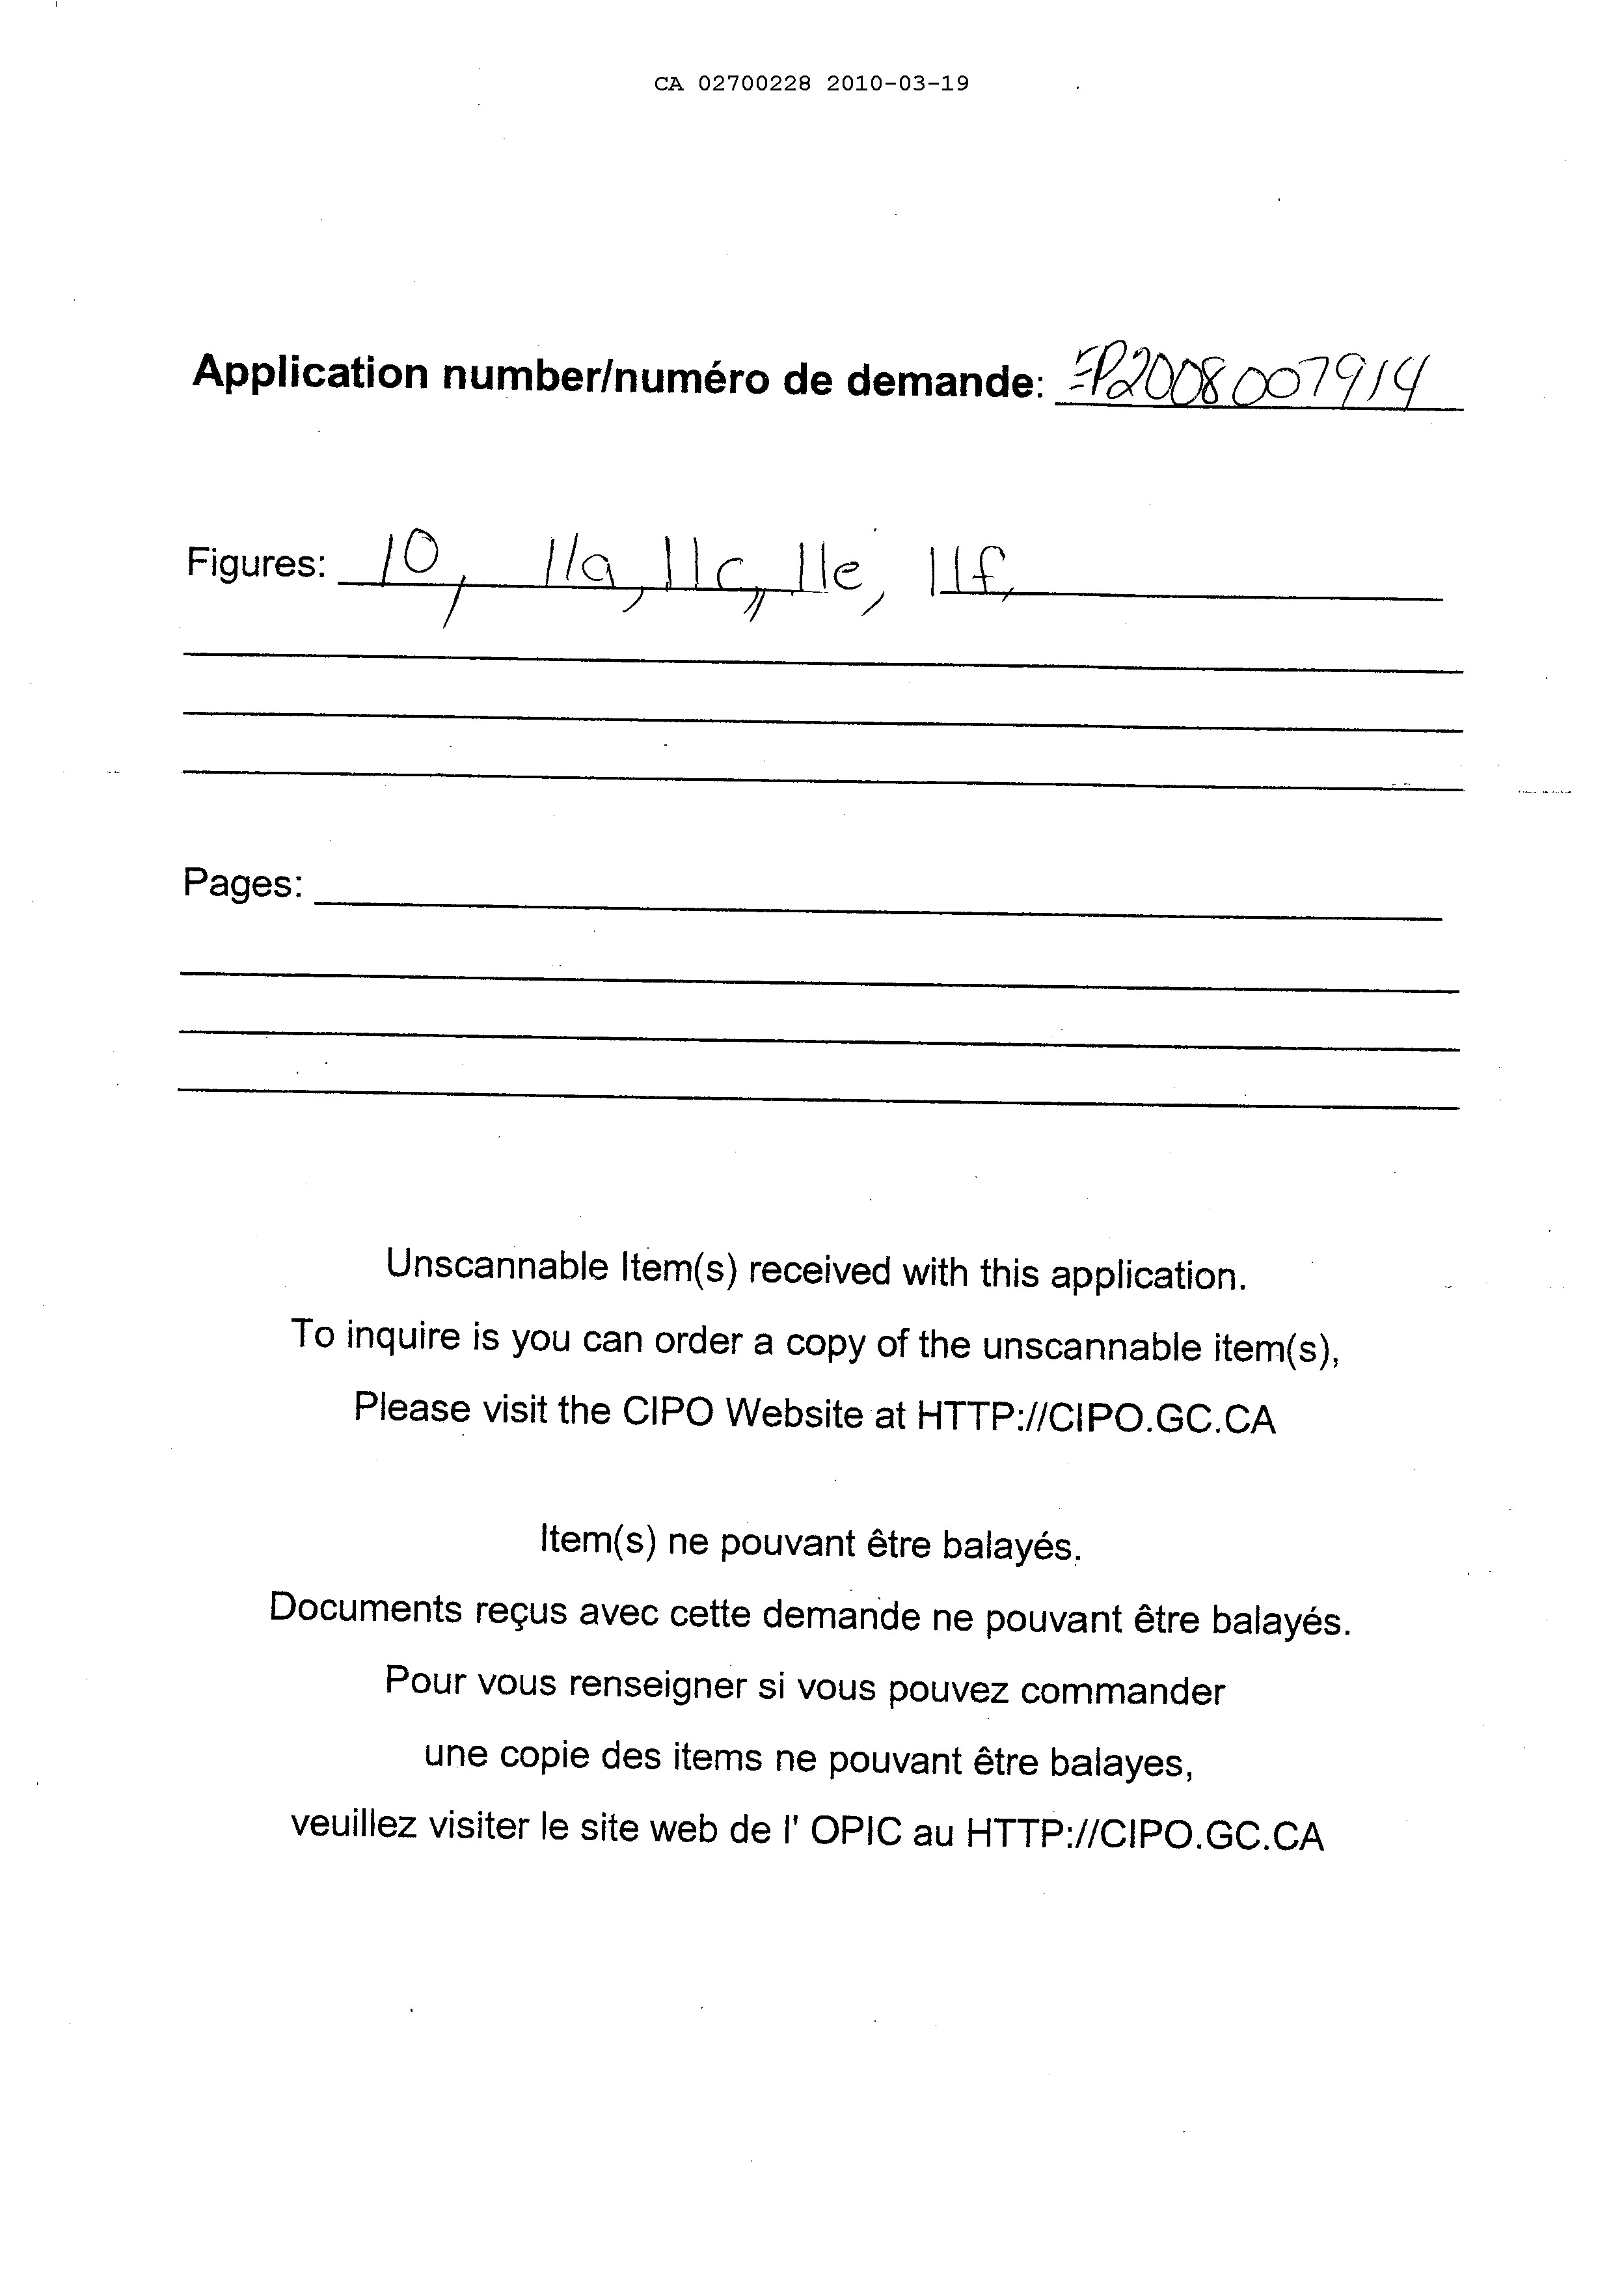 CA 02700228 2010-03-19
Application number/numéro de demande: EP2008007914
Figures: 10, 11a, 11c,, 11e, 11f,
Pages:
Unscannable Item(s) received with this application.
To inquire is you can order a copy of the unscannable item(s),
Please visit the CIPO Website at HTTP://CIPO.GC.CA
Item(s) ne pouvant être balayés.
Documents reçus avec cette demande ne pouvant être balayés.
Pour vous renseigner si vous pouvez commander
une copie des items ne pouvant être balayes,
veuillez visiter le site web de l' OPIC au HTTP://CIPO.GC.CA